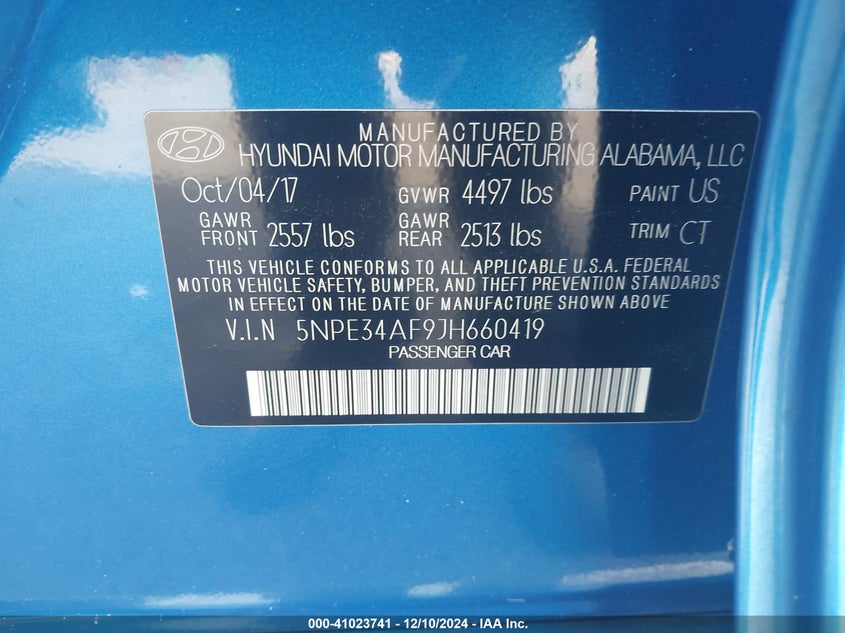 MANUFACTURED BY
HYUNDAI MOTOR MANUFACTURING ALABAMA, LLC
Oct/04/17 GVWR 4497 lbs PAINT US
GAWR FRONT 2557 lbs GAWR REAR 2513 lbs TRIM CT
THIS VEHICLE CONFORMS TO ALL APPLICABLE U.S.A. FEDERAL
MOTOR VEHICLE SAFETY, BUMPER, AND THEFT PREVENTION STANDARDS
IN EFFECT ON THE DATE OF MANUFACTURE SHOWN ABOVE
V.I.N 5NPE34AF9JH660419
PASSENGER CAR
000-41023741 - 12/10/2024 - IAA Inc.